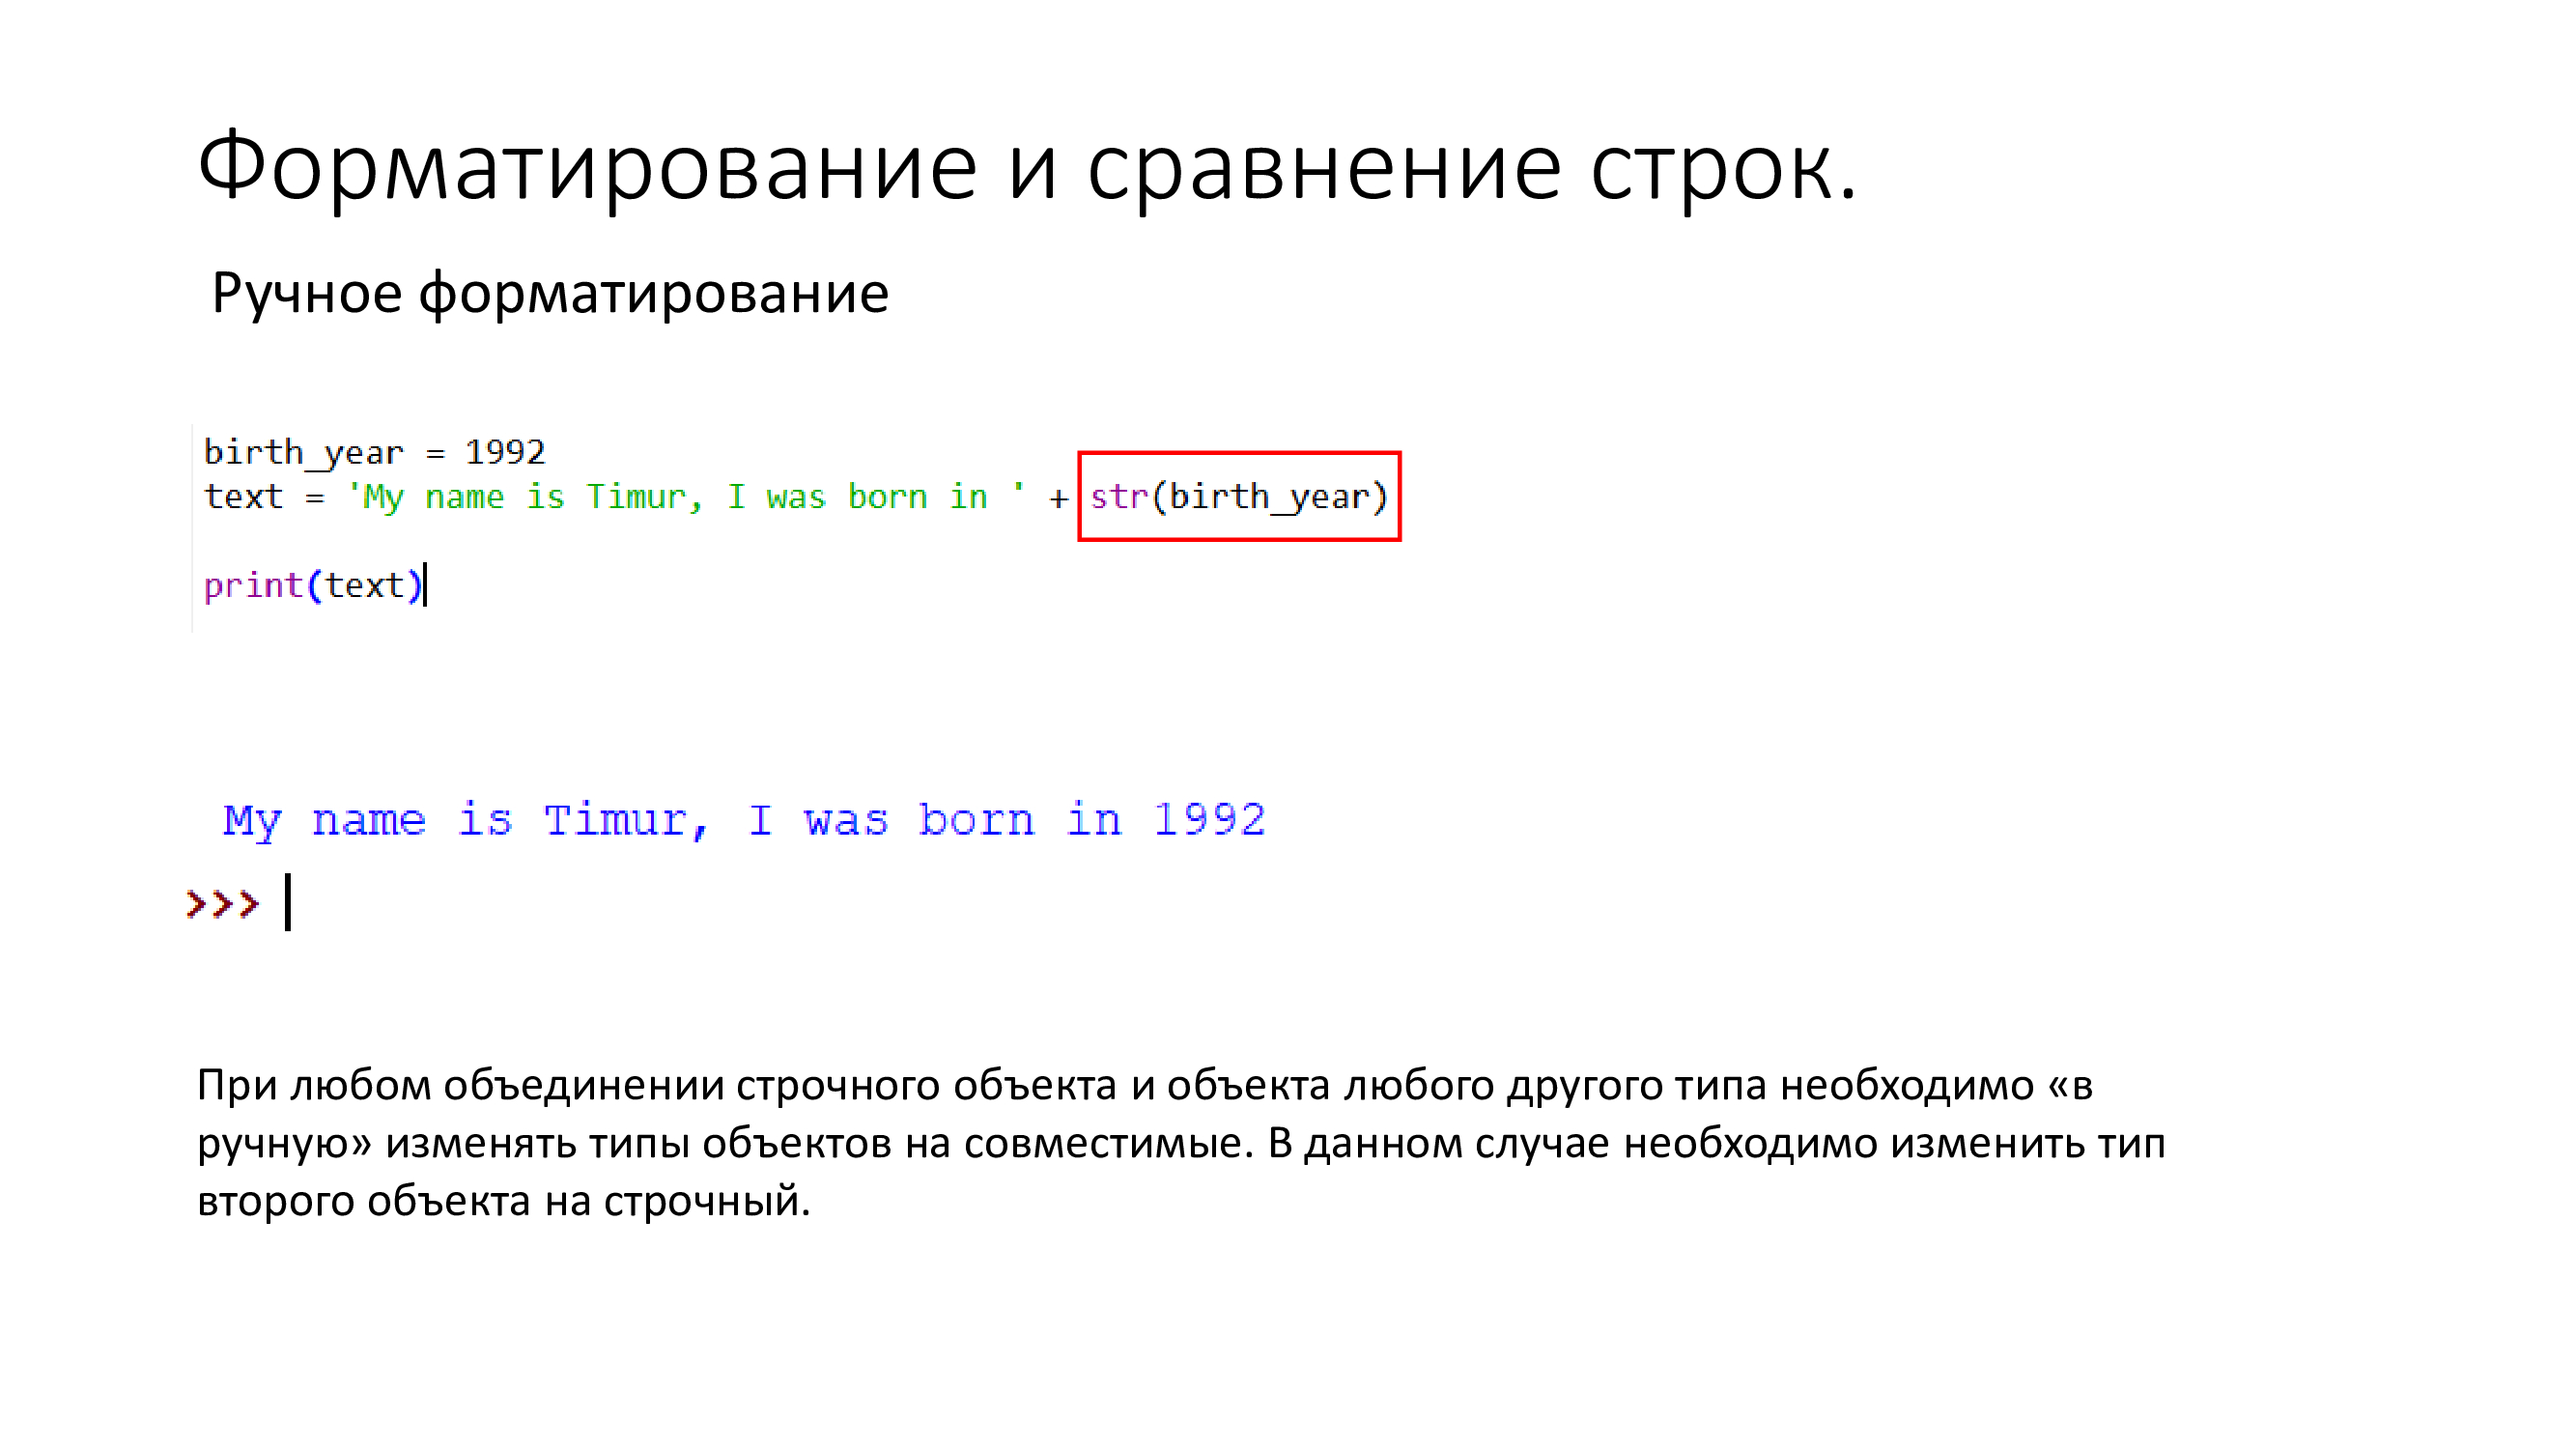 Форматирование и сравнение строк.
Ручное форматирование
birth_year = 1992
text = 'My name is Timur, I was born in ' + str(birth_year)
print(text)
My name is Timur, I was born in 1992
>>>
При любом объединении строчного объекта и объекта любого другого типа необходимо «в
ручную» изменять типы объектов на совместимые. В данном случае необходимо изменить тип
второго объекта на строчный.